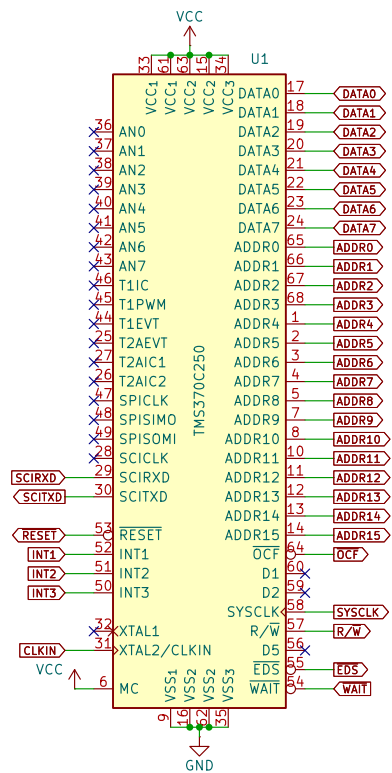 VCC
U1
33 61 63 15 34
VCC1 VCC1 VCC2 VCC2 VCC3
DATA0 17 DATA0
DATA1 18 DATA1
36 AN0 DATA2 19 DATA2
37 AN1 DATA3 20 DATA3
38 AN2 DATA4 21 DATA4
39 AN3 DATA5 22 DATA5
40 AN4 DATA6 23 DATA6
41 AN5 DATA7 24 DATA7
42 AN6 ADDR0 65 ADDR0
43 AN7 ADDR1 66 ADDR1
46 T1IC ADDR2 67 ADDR2
45 T1PWM ADDR3 68 ADDR3
44 T1EVT ADDR4 1 ADDR4
25 T2AEVT ADDR5 2 ADDR5
27 T2AIC1 ADDR6 3 ADDR6
26 T2AIC2 ADDR7 4 ADDR7
47 SPICLK ADDR8 5 ADDR8
48 SPISIMO ADDR9 7 ADDR9
49 SPISOMI ADDR10 8 ADDR10
28 SCICLK ADDR11 10 ADDR11
SCIRXD 29 SCIRXD ADDR12 11 ADDR12
SCITXD 30 SCITXD ADDR13 12 ADDR13
ADDR14 13 ADDR14
RESET 53 RESET ADDR15 14 ADDR15
INT1 52 INT1 OCF 64 OCF
INT2 51 INT2 D1 60
INT3 50 INT3 D2 59
SYSCLK 58 SYSCLK
32 XTAL1 R/W 57 R/W
CLKIN 31 XTAL2/CLKIN D5 56
VCC EDS 55 EDS
6 MC WAIT 54 WAIT
TMS370C250
VSS1 VSS2 VSS2 VSS3
9 16 62 35
GND